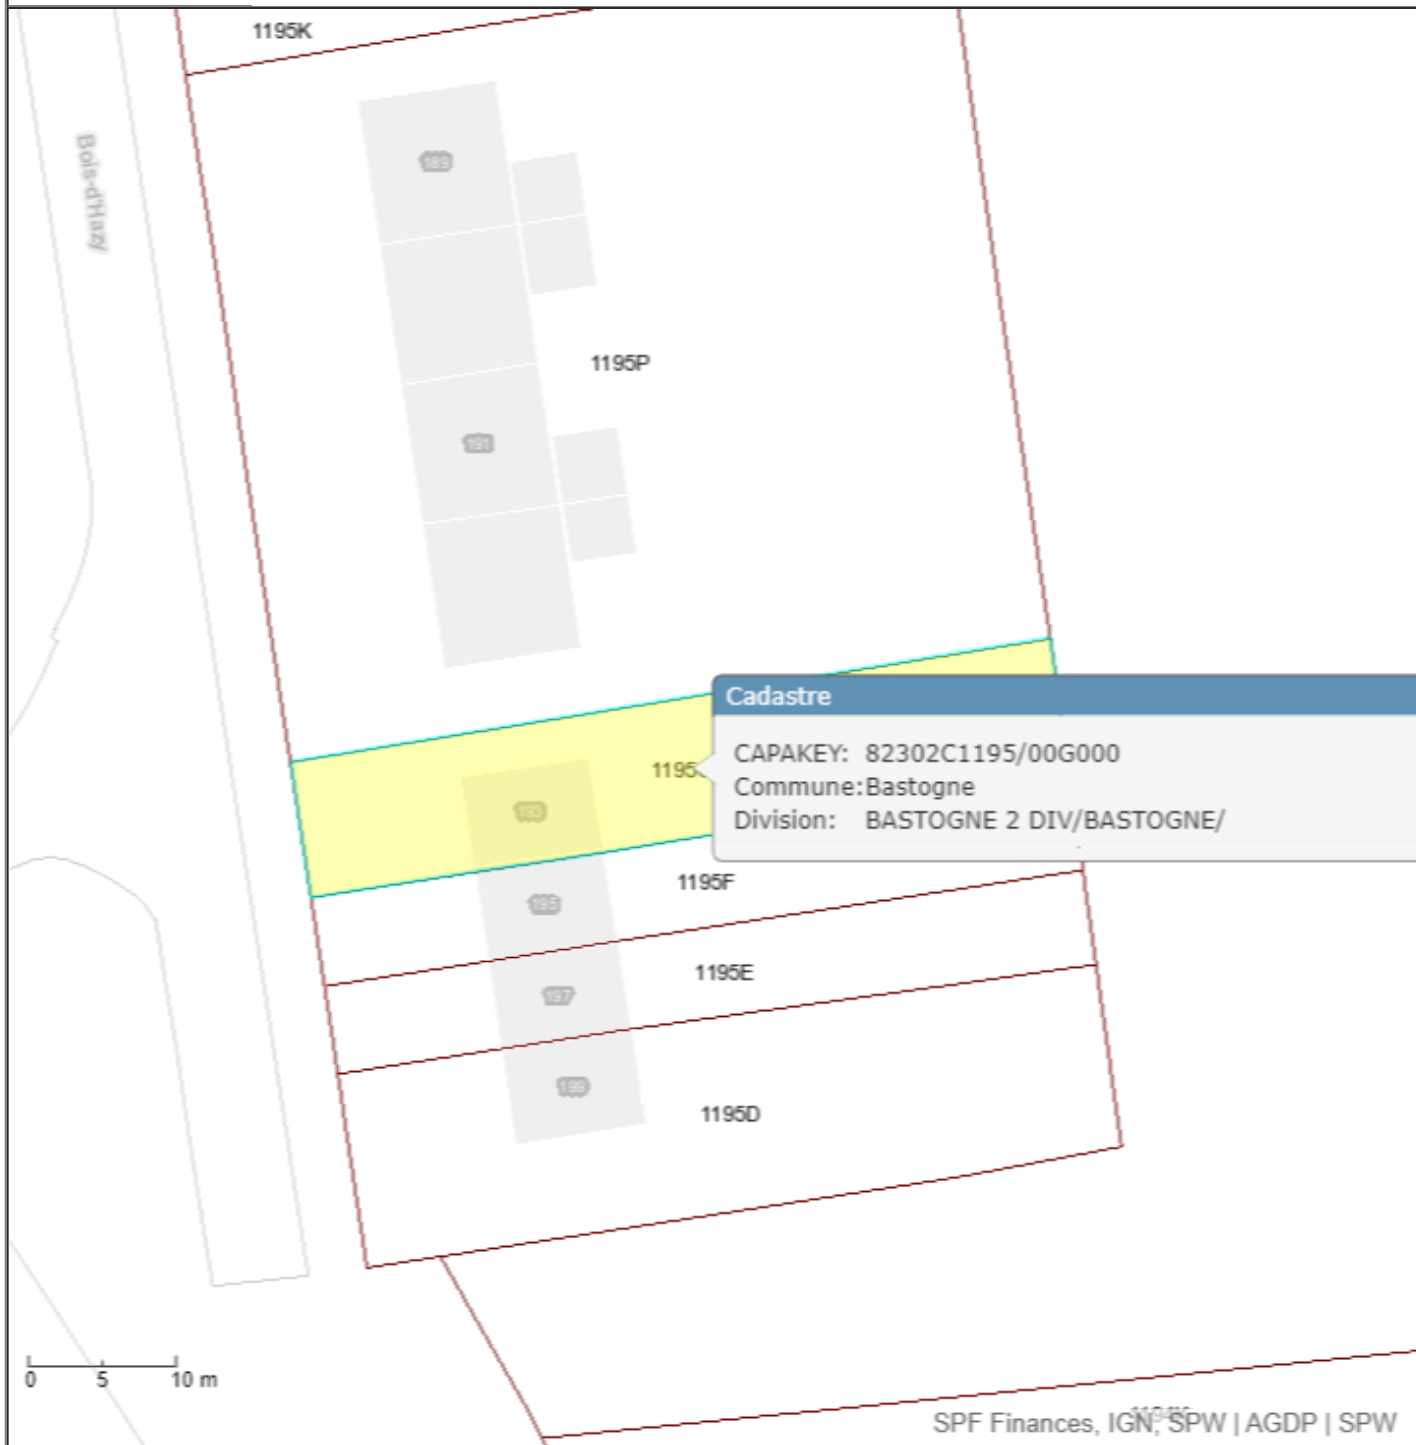 1195K
Bois-d'Hazy
189
1195P
191
Cadastre
CAPAKEY: 82302C1195/00G000
Commune:Bastogne
Division: BASTOGNE 2 DIV/BASTOGNE/
1195
193
1195F
195
1195E
197
1195D
199
0 5 10 m
SPF Finances, IGN, SPW | AGDP | SPW